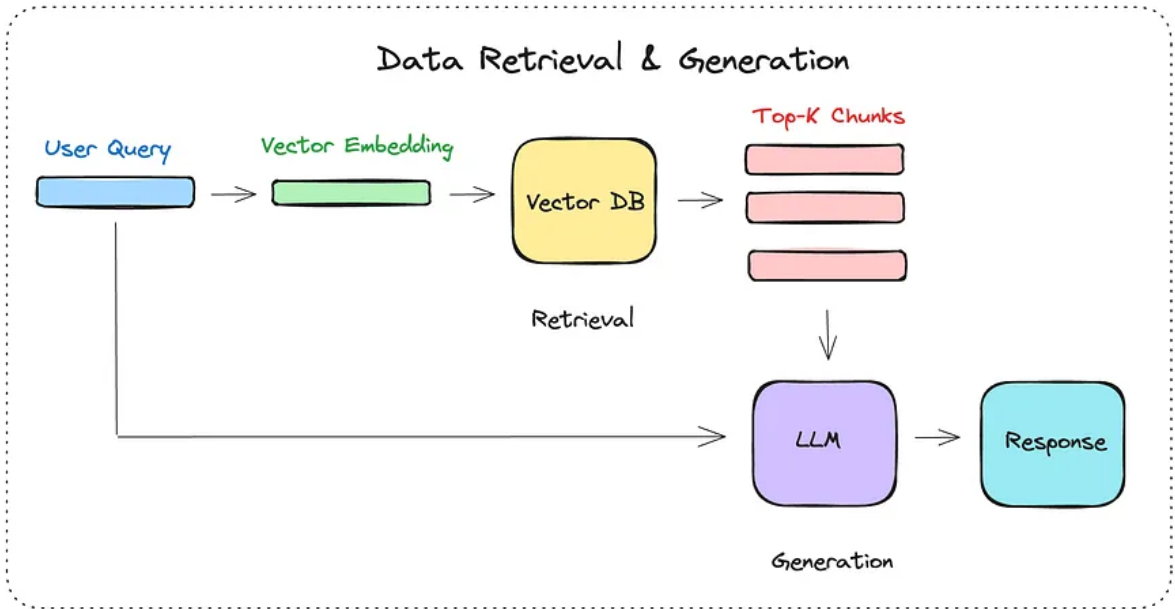 Data Retrieval & Generation
User Query
Vector Embedding
Vector DB
Top-K Chunks
Retrieval
LLM
Response
Generation